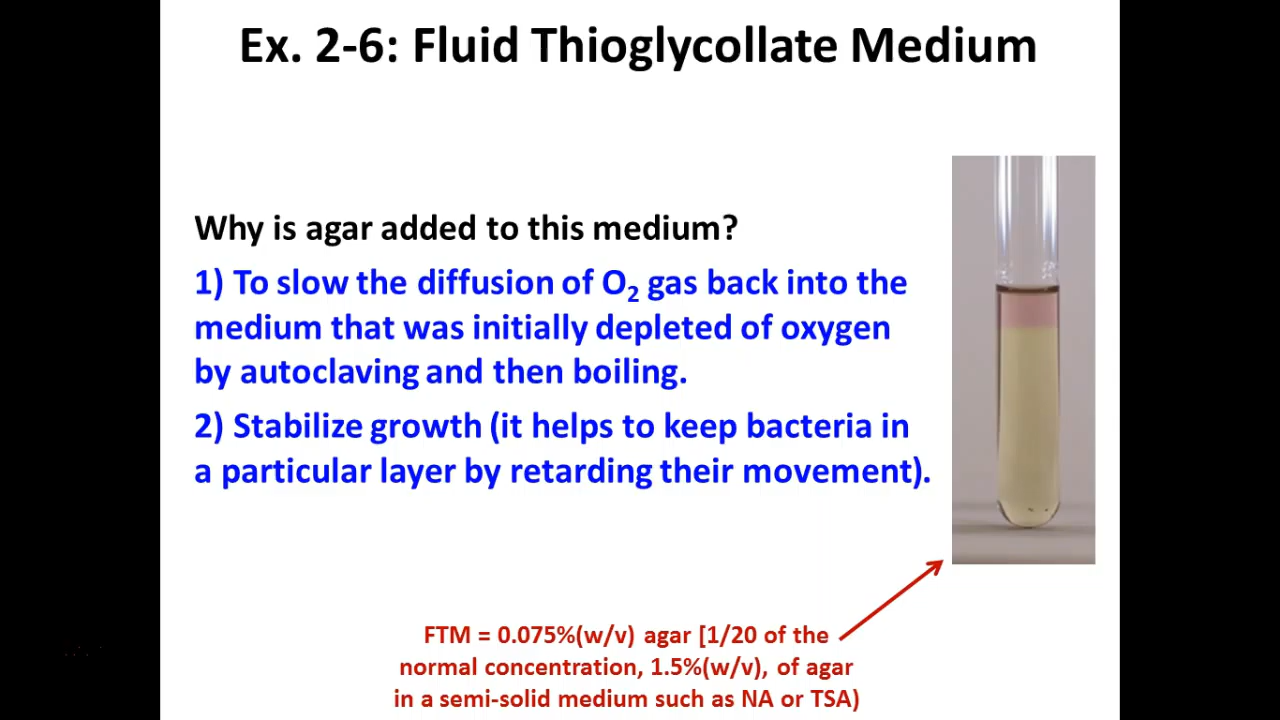 Ex. 2-6: Fluid Thioglycollate Medium
Why is agar added to this medium?
1) To slow the diffusion of O₂ gas back into the
medium that was initially depleted of oxygen
by autoclaving and then boiling.
2) Stabilize growth (it helps to keep bacteria in
a particular layer by retarding their movement).
FTM = 0.075%(w/v) agar [1/20 of the
normal concentration, 1.5%(w/v), of agar
in a semi-solid medium such as NA or TSA)